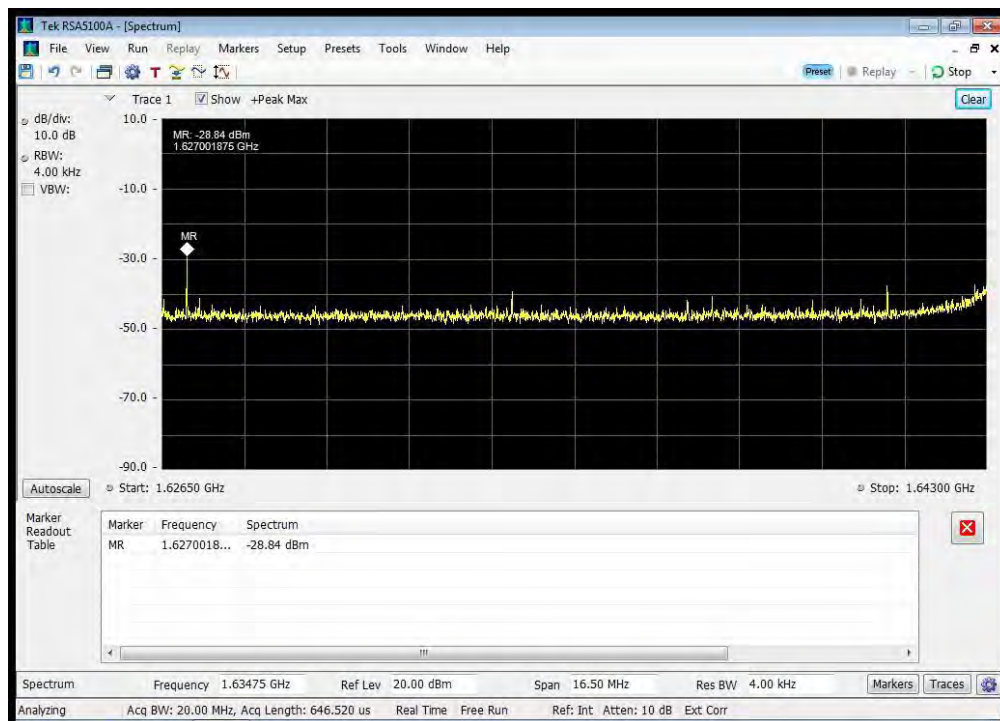 Tek RSA5100A - [Spectrum]
File View Run Replay Markers Setup Presets Tools Window Help
T Preset Replay Stop
Trace 1 Show +Peak Max Clear
dB/div:
10.0 dB
RBW:
4.00 kHz
VBW:
10.0
-10.0
-30.0
-50.0
-70.0
-90.0
MR: -28.84 dBm
1.627001875 GHz
MR
Autoscale Start: 1.62650 GHz Stop: 1.64300 GHz
Marker
Readout
Table
Marker Frequency Spectrum
MR 1.6270018... -28.84 dBm
Spectrum Frequency 1.63475 GHz Ref Lev 20.00 dBm Span 16.50 MHz Res BW 4.00 kHz Markers Traces
Analyzing Acq BW: 20.00 MHz, Acq Length: 646.520 us Real Time Free Run Ref: Int Atten: 10 dB Ext Corr